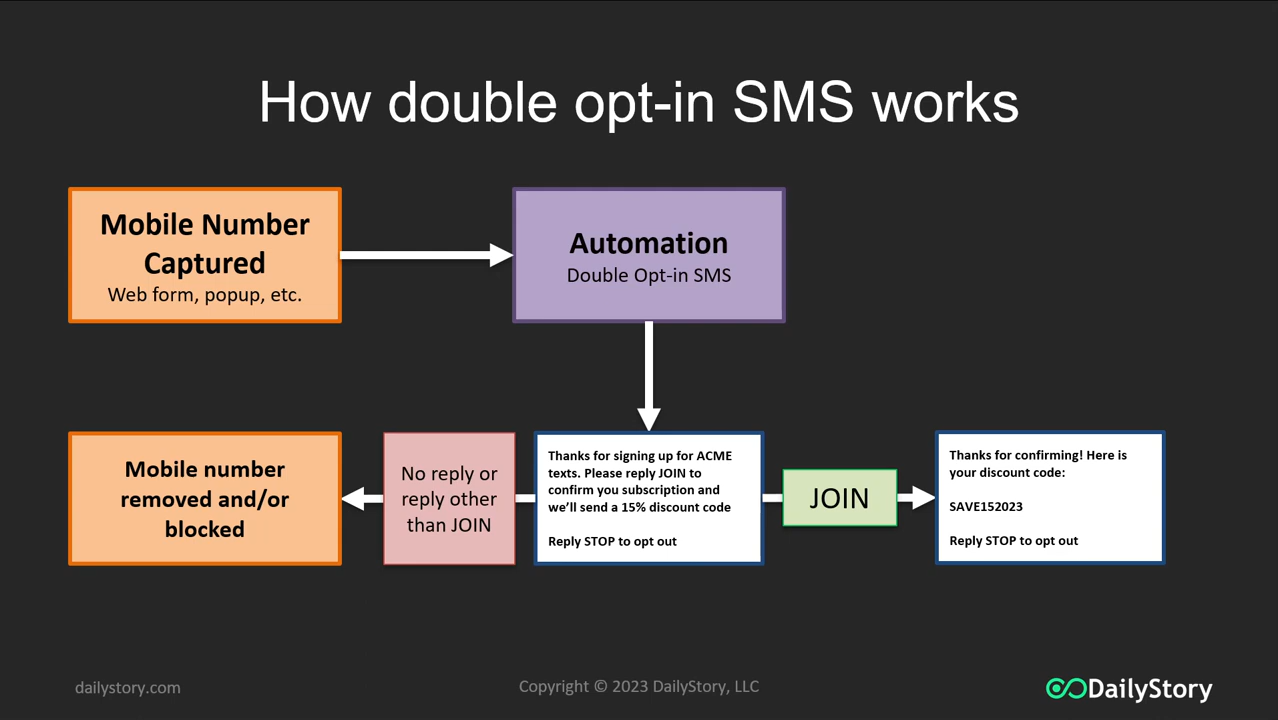 How double opt-in SMS works
Mobile Number
Captured
Web form, popup, etc.
Automation
Double Opt-in SMS
Mobile number
removed and/or
blocked
No reply or
reply other
than JOIN
Thanks for signing up for ACME
texts. Please reply JOIN to
confirm you subscription and
we'll send a 15% discount code
Reply STOP to opt out
JOIN
Thanks for confirming! Here is
your discount code:
SAVE152023
Reply STOP to opt out
dailystory.com
Copyright © 2023 DailyStory, LLC
DailyStory